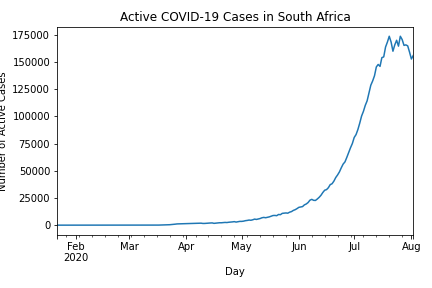 Active COVID-19 Cases in South Africa
175000
150000
125000
100000
75000
50000
25000
0
Number of Active Cases
Feb
2020
Mar
Apr
May
Jun
Jul
Aug
Day